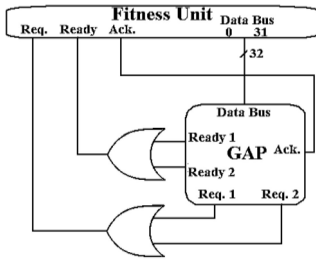 Fitness Unit
Req. Ready Ack. Data Bus
0 31
32
Data Bus
Ready 1
GAP Ack.
Ready 2
Req. 1 Req. 2